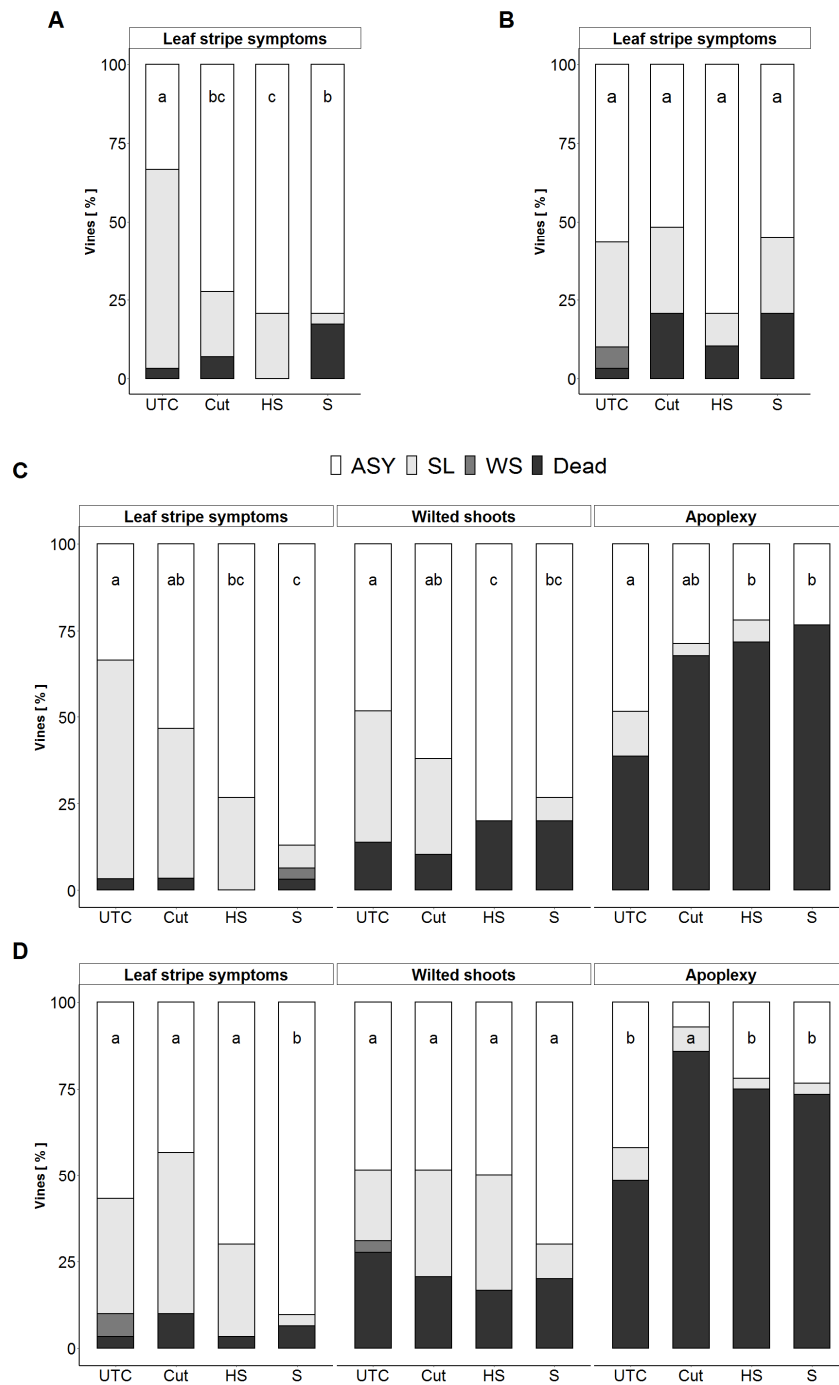 A
B
Leaf stripe symptoms
Leaf stripe symptoms
100
75
50
25
0
Vines [ % ]
a bc c b
UTC Cut HS S
100
75
50
25
0
Vines [ % ]
a a a a
UTC Cut HS S
ASY SL WS Dead
C
Leaf stripe symptoms Wilted shoots Apoplexy
100
75
50
25
0
Vines [ % ]
a ab bc c a ab c bc a ab b b
UTC Cut HS S UTC Cut HS S UTC Cut HS S
D
Leaf stripe symptoms Wilted shoots Apoplexy
100
75
50
25
0
Vines [ % ]
a a a b a a a a b a b b
UTC Cut HS S UTC Cut HS S UTC Cut HS S